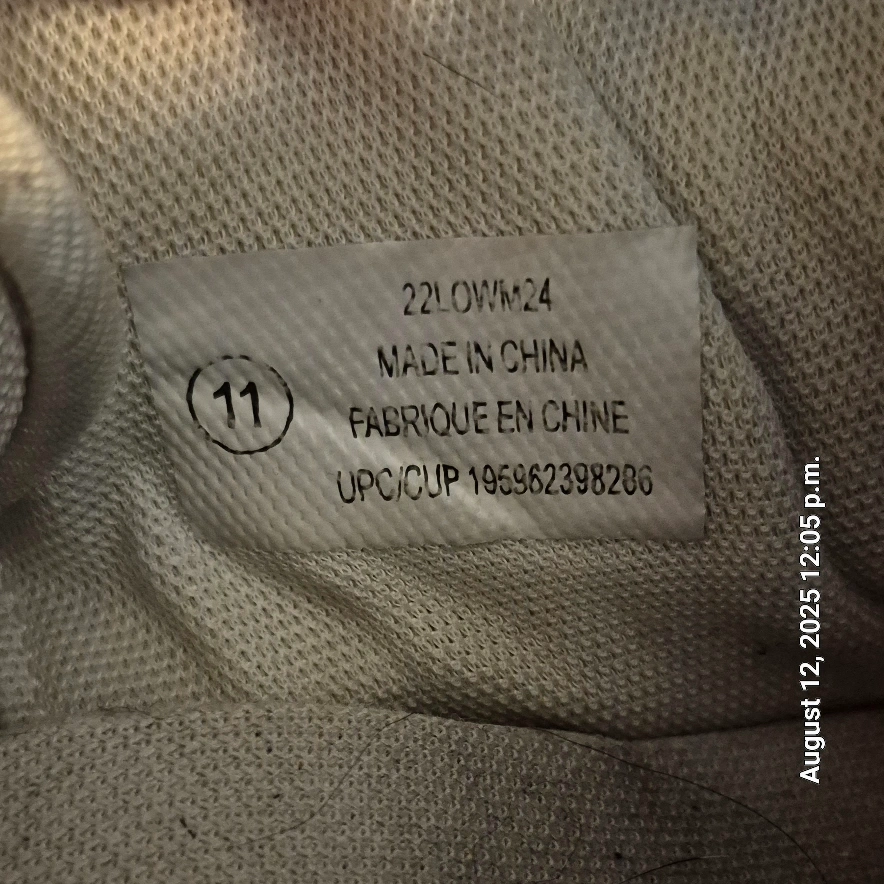 22LOWM24
MADE IN CHINA
11
FABRIQUE EN CHINE
UPC/CUP 195962398286
August 12, 2025 12:05 p.m.